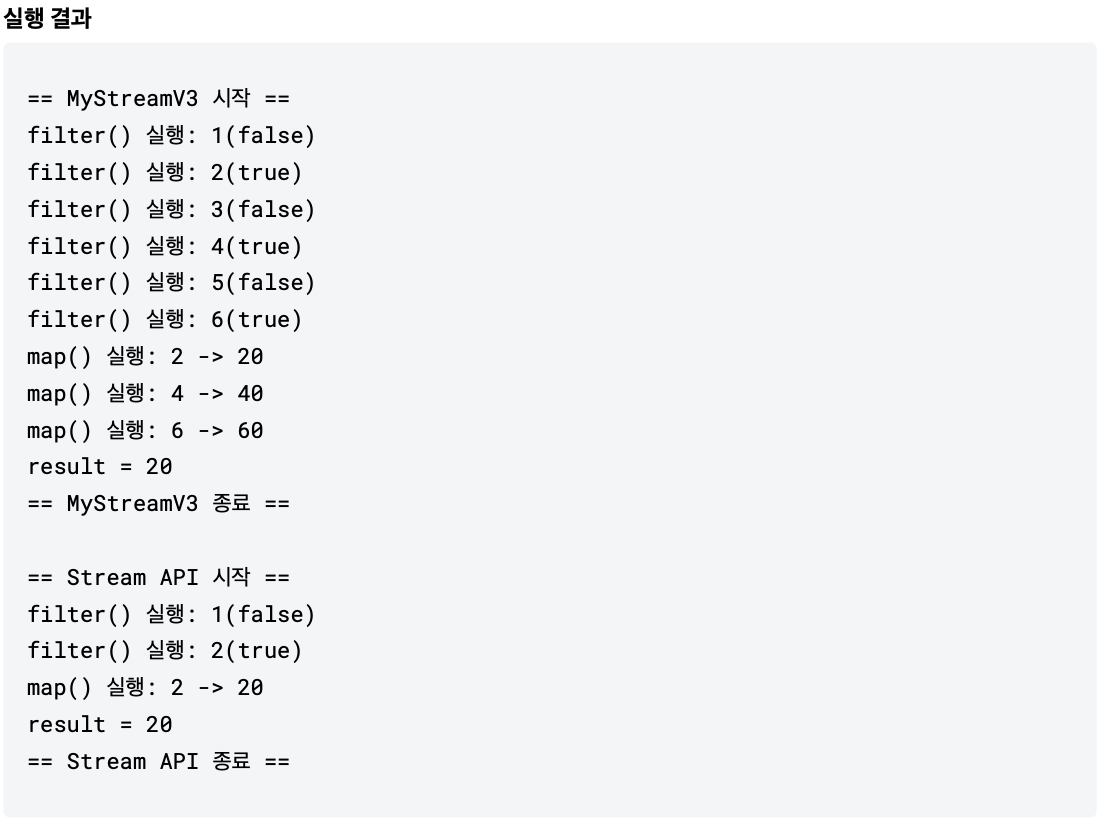 실행 결과
== MyStreamV3 시작 ==
filter() 실행: 1(false)
filter() 실행: 2(true)
filter() 실행: 3(false)
filter() 실행: 4(true)
filter() 실행: 5(false)
filter() 실행: 6(true)
map() 실행: 2 -> 20
map() 실행: 4 -> 40
map() 실행: 6 -> 60
result = 20
== MyStreamV3 종료 ==
== Stream API 시작 ==
filter() 실행: 1(false)
filter() 실행: 2(true)
map() 실행: 2 -> 20
result = 20
== Stream API 종료 ==